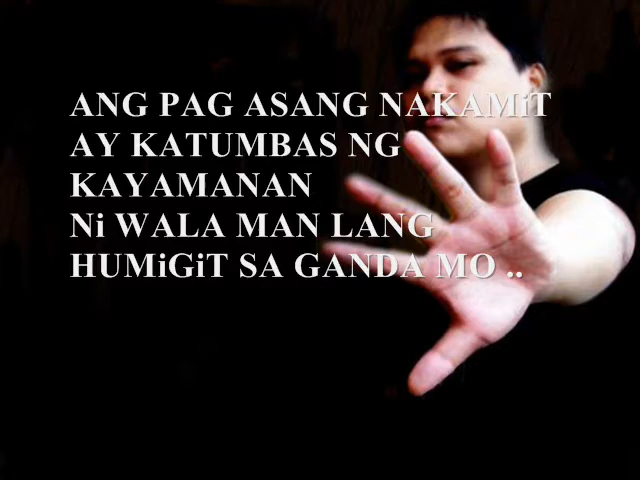 ANG PAG ASANG NAKAMiT
AY KATUMBAS NG
KAYAMANAN
Ni WALA MAN LANG
HUMiGiT SA GANDA MO ..